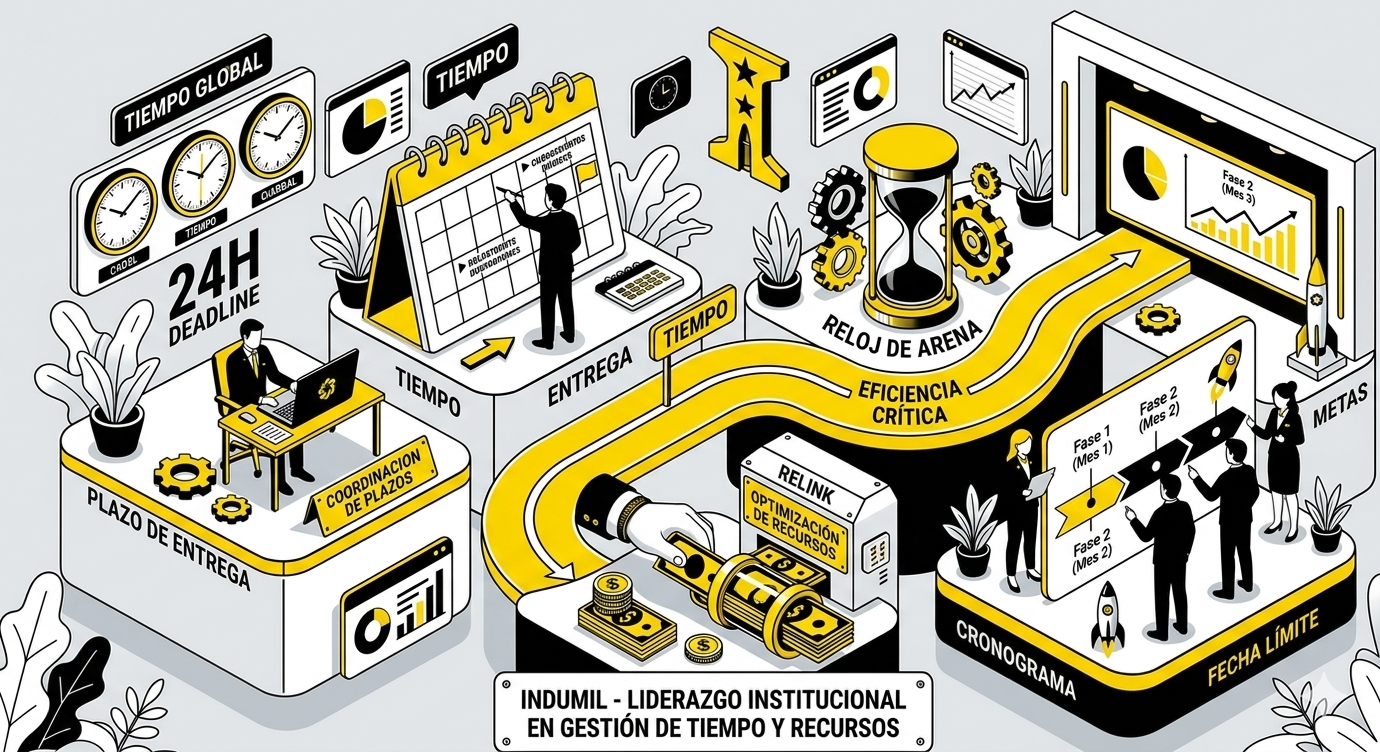 TIEMPO GLOBAL
TIEMPO
TIEMPO
24H
DEADLINE
TIEMPO
ENTREGA
TIEMPO
RELOJ DE ARENA
EFICIENCIA
CRÍTICA
Fase 2
(Mes 3)
METAS
PLAZO DE ENTREGA
COORDINACION
DE PLAZOS
RELINK
OPTIMIZACIÓN
DE RECURSOS
Fase 1
(Mes 1)
Fase 2
(Mes 2)
Fase 2
(Mes 2)
CRONOGRAMA
FECHA LÍMITE
INDUMIL - LIDERAZGO INSTITUCIONAL
EN GESTIÓN DE TIEMPO Y RECURSOS